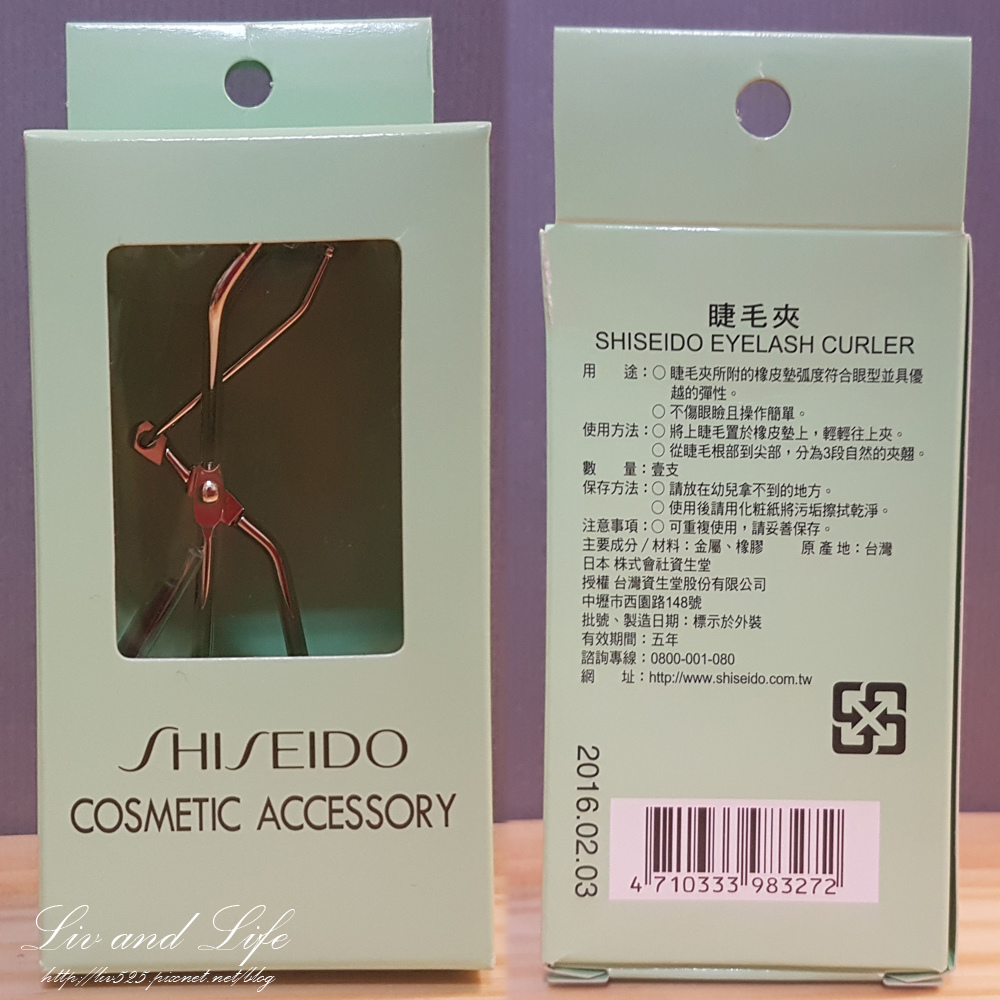 SHISEIDO
COSMETIC ACCESSORY
Liv and Life
http://liv525.pixnet.net/blog
睫毛夾
SHISEIDO EYELASH CURLER
用　　途：○ 睫毛夾所附的橡皮墊弧度符合眼型並具優
越的彈性。
○ 不傷眼瞼且操作簡單。
使用方法：○ 將上睫毛置於橡皮墊上，輕輕往上夾。
○ 從睫毛根部到尖部，分為3段自然的夾翹。
數　　量：壹支
保存方法：○ 請放在幼兒拿不到的地方。
○ 使用後請用化粧紙將污垢擦拭乾淨。
注意事項：○ 可重複使用，請妥善保存。
主要成分／材料：金屬、橡膠　　原 產 地：台灣
日本 株式會社資生堂
授權 台灣資生堂股份有限公司
中壢市西園路148號
批號、製造日期：標示於外裝
有效期間：五年
諮詢專線：0800-001-080
網　　址：http://www.shiseido.com.tw
2016.02.03
4 710333 983272